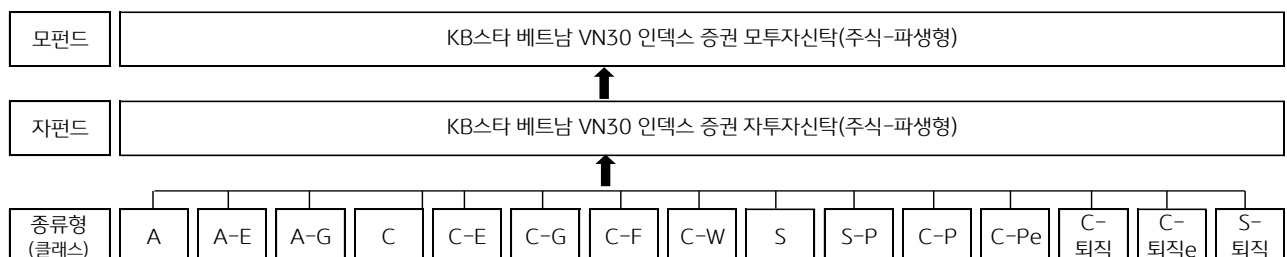 모펀드
KB스타 베트남 VN30 인덱스 증권 모투자신탁(주식-파생형)
자펀드
KB스타 베트남 VN30 인덱스 증권 자투자신탁(주식-파생형)
종류형
(클래스)
A
A-E
A-G
C
C-E
C-G
C-F
C-W
S
S-P
C-P
C-Pe
C-
퇴직
C-
퇴직e
S-
퇴직